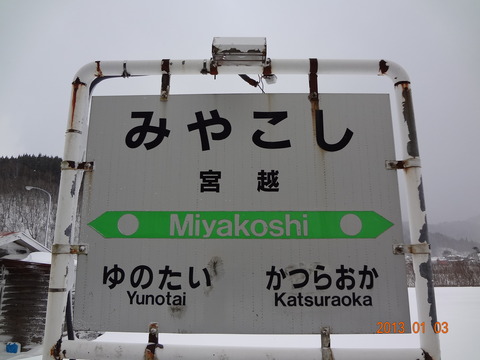 みやこし
宮越
Miyakoshi
ゆのたい かつらおか
Yunotai Katsuraoka
2013 01 03